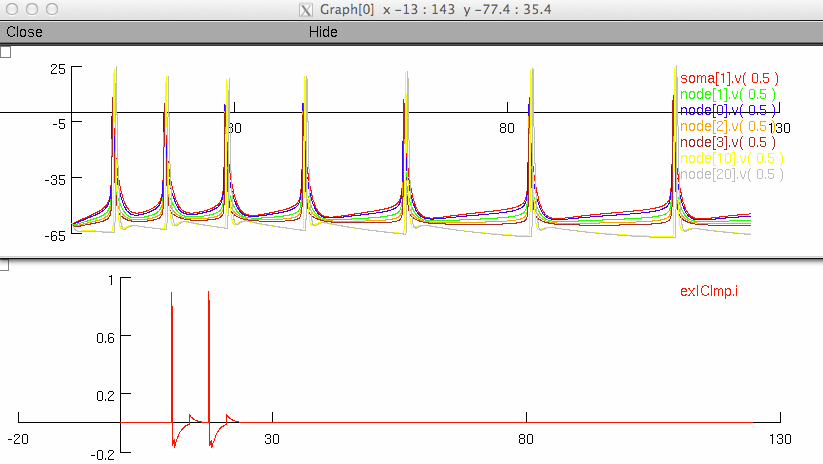 Graph[0] x -13 : 143 y -77.4 : 35.4
Close Hide
25
soma[1].v( 0.5 )
node[1].v( 0.5 )
node[0].v( 0.5 )
-5 30 80 130
node[2].v( 0.5 )
node[3].v( 0.5 )
node[10].v( 0.5 )
node[20].v( 0.5 )
-35
-65
1
exICImp.i
0.6
0.2
-20 30 80 130
-0.2